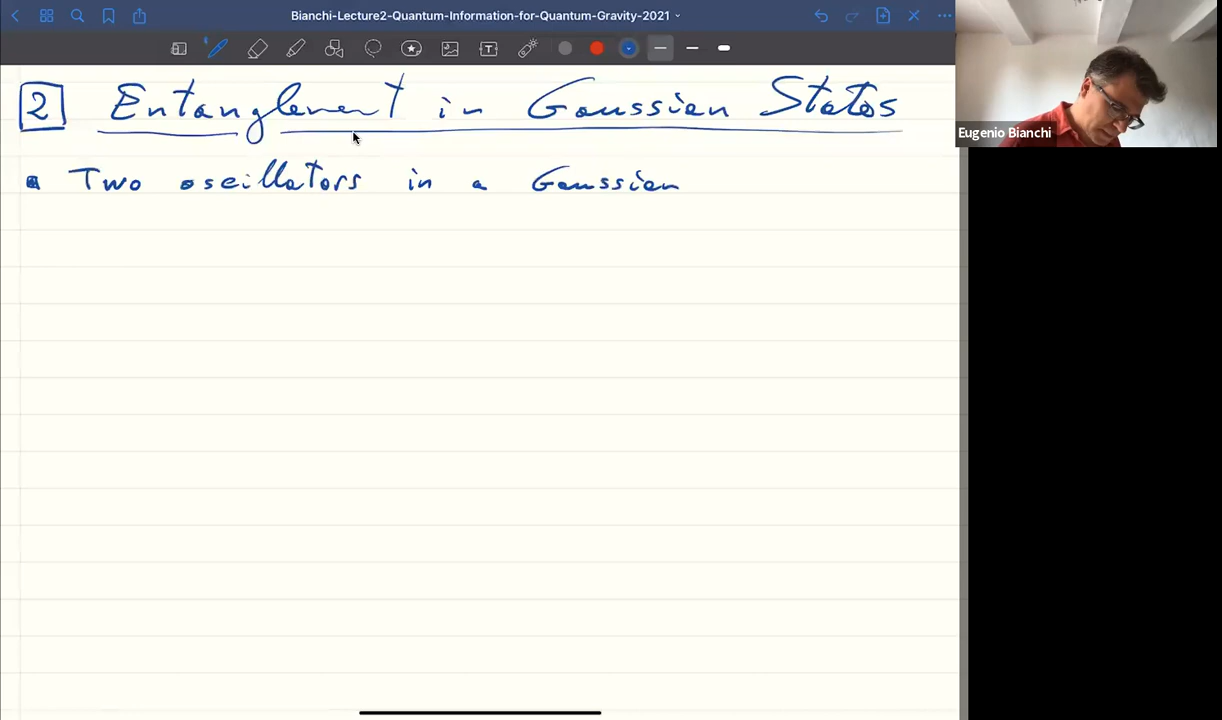 Bianchi-Lecture2-Quantum-Information-for-Quantum-Gravity-2021
2 Entanglement in Gaussian States
Two oscillators in a Gaussian
Eugenio Bianchi